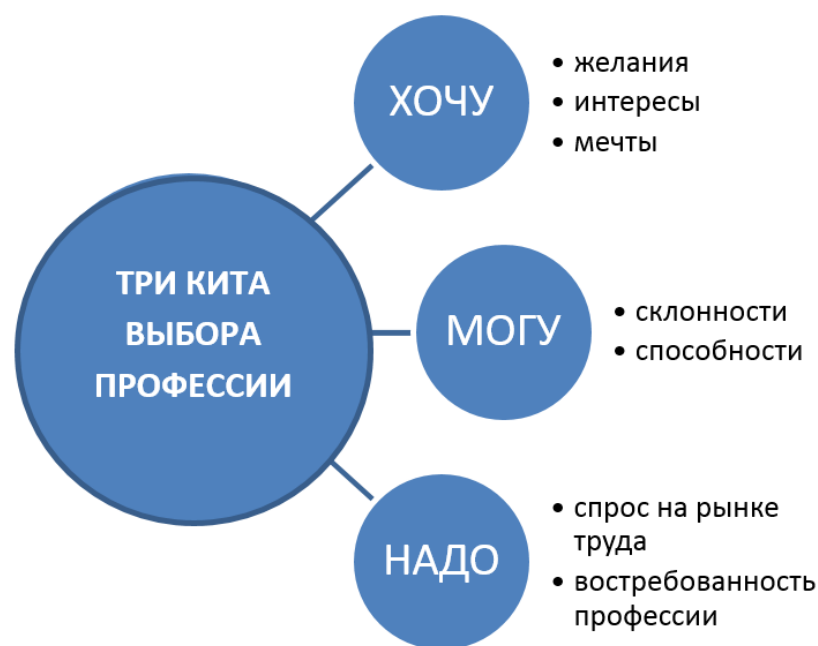 ТРИ КИТА
ВЫБОРА
ПРОФЕССИИ
ХОЧУ
• желания
• интересы
• мечты
МОГУ
• склонности
• способности
НАДО
• спрос на рынке
труда
• востребованность
профессии